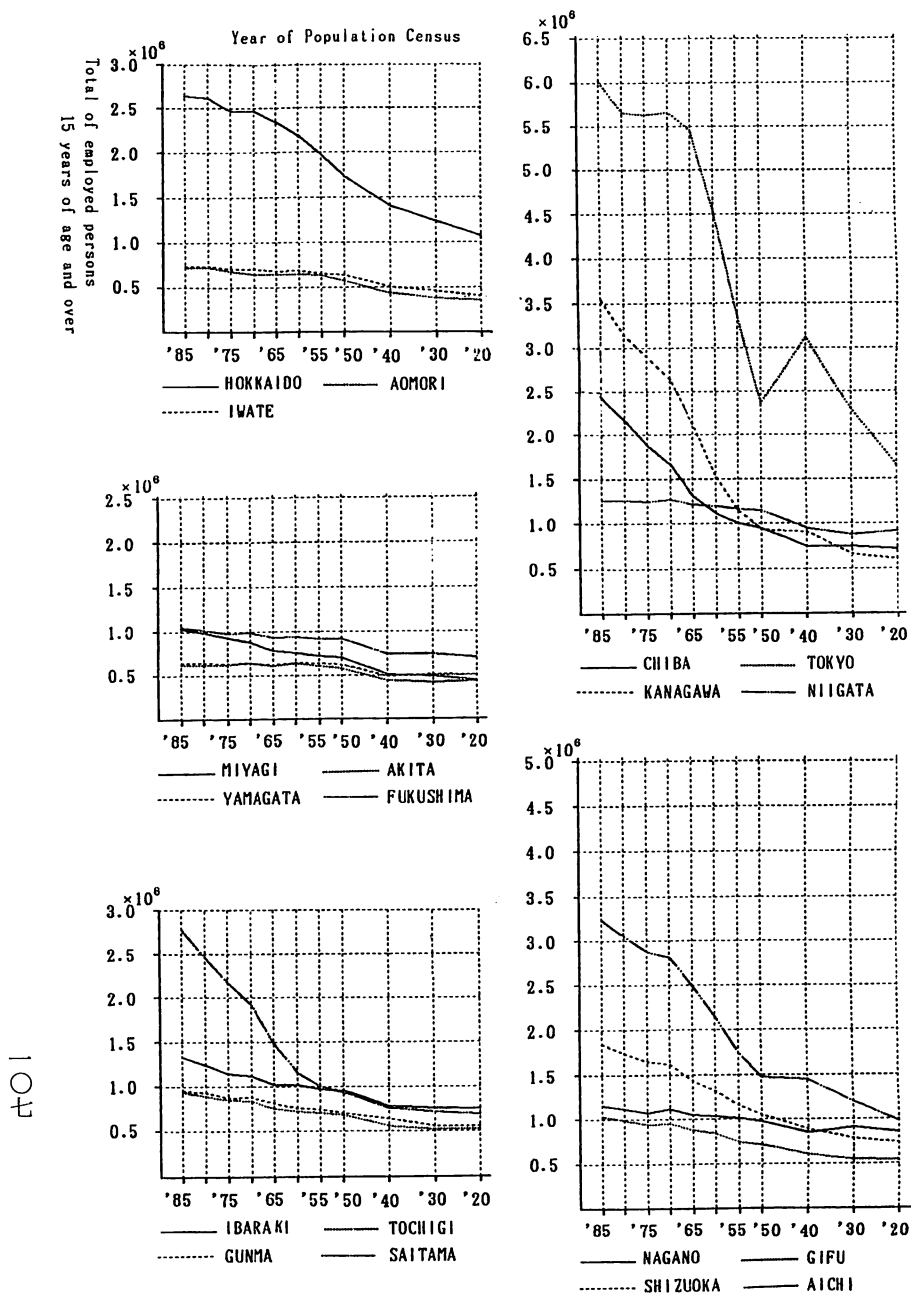 Year of Population Census
Total of employed persons
15 years of age and over
×10⁶
3.0
2.5
2.0
1.5
1.0
0.5
'85 '75 '65 '55 '50 '40 '30 '20
HOKKAIDO AOMORI
IWATE
×10⁶
2.5
2.0
1.5
1.0
0.5
'85 '75 '65 '55 '50 '40 '30 '20
MIYAGI AKITA
YAMAGATA FUKUSHIMA
×10⁶
3.0
2.5
2.0
1.5
1.0
0.5
'85 '75 '65 '55 '50 '40 '30 '20
IBARAKI TOCHIGI
GUNMA SAITAMA
×10⁶
6.5
6.0
5.5
5.0
4.5
4.0
3.5
3.0
2.5
2.0
1.5
1.0
0.5
'85 '75 '65 '55 '50 '40 '30 '20
CHIBA TOKYO
KANAGAWA NIIGATA
×10⁶
5.0
4.5
4.0
3.5
3.0
2.5
2.0
1.5
1.0
0.5
'85 '75 '65 '55 '50 '40 '30 '20
NAGANO GIFU
SHIZUOKA AICHI
107